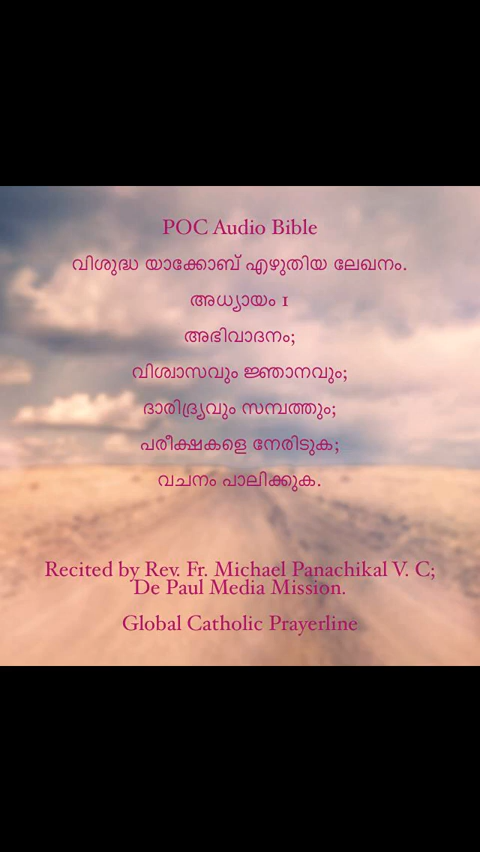 POC Audio Bible
വിശുദ്ധ യാക്കോബ് എഴുതിയ ലേഖനം.
അധ്യായം 1
അഭിവാദനം;
വിശ്വാസവും ജ്ഞാനവും;
ദാരിദ്ര്യവും സമ്പത്തും;
പരീക്ഷകളെ നേരിടുക;
വചനം പാലിക്കുക.
Recited by Rev. Fr. Michael Panachikal V. C;
De Paul Media Mission.
Global Catholic Prayerline